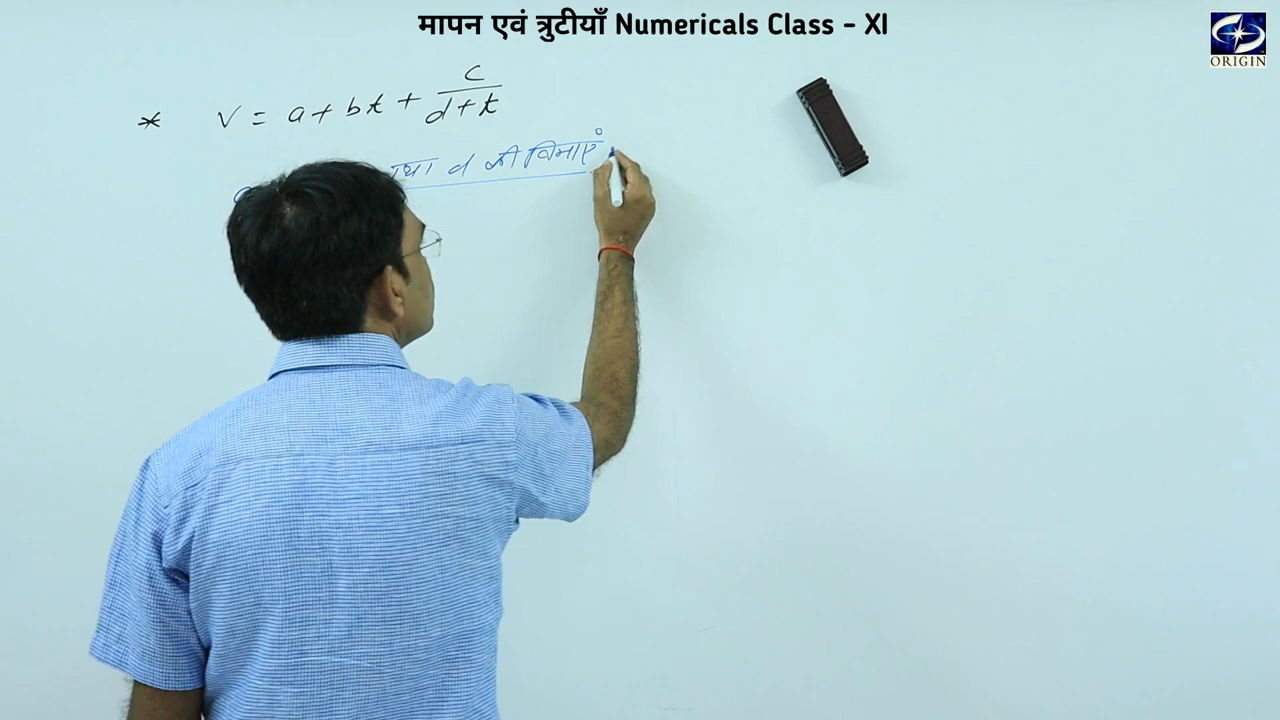 मापन एवं त्रुटीयाँ Numericals Class - XI
ORIGIN
* V = a + bt + c/(d+t)
तथा d की विमाएं